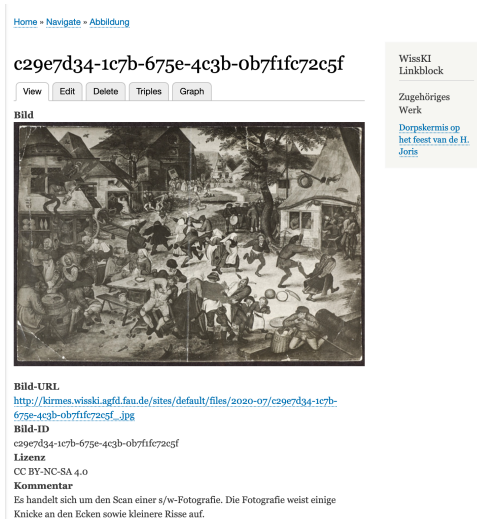 Home » Navigate » Abbildung
c29e7d34-1c7b-675e-4c3b-0b7f1fc72c5f
View
Edit
Delete
Triples
Graph
Bild
Bild-URL
http://kirmes.wisski.agfd.fau.de/sites/default/files/2020-07/c29e7d34-1c7b-
675e-4c3b-0b7f1fc72c5f_.jpg
Bild-ID
c29e7d34-1c7b-675e-4c3b-0b7f1fc72c5f
Lizenz
CC BY-NC-SA 4.0
Kommentar
Es handelt sich um den Scan einer s/w-Fotografie. Die Fotografie weist einige
Knicke an den Ecken sowie kleinere Risse auf.
WissKI
Linkblock
Zugehöriges
Werk
Dorpskermis op
het feest van de H.
Joris